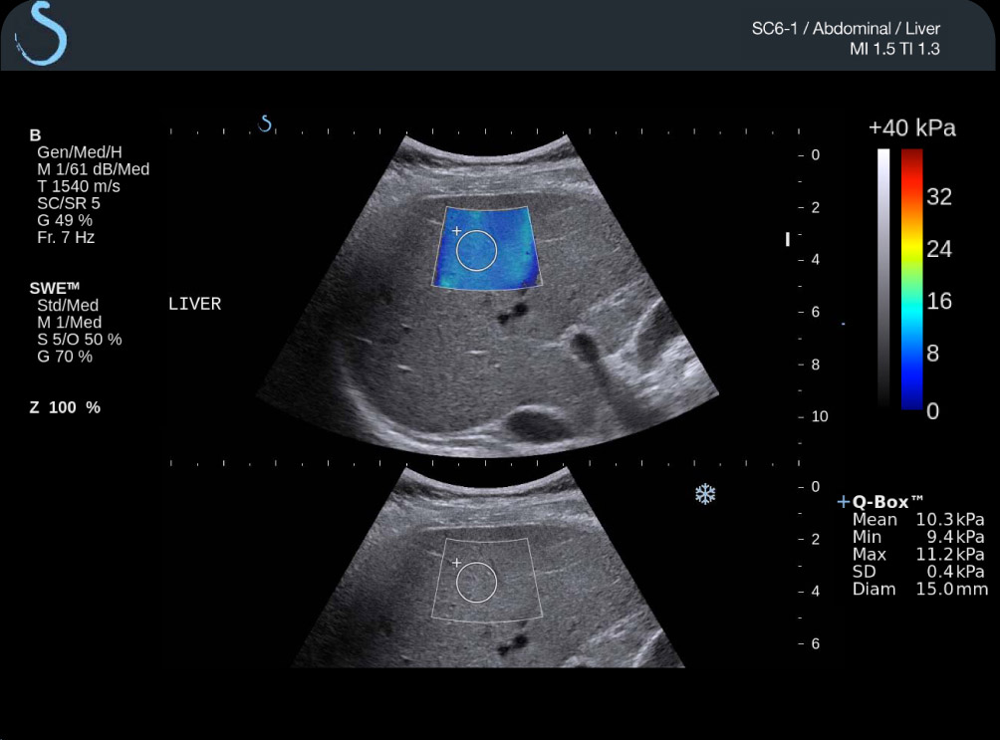 SC6-1 / Abdominal / Liver
MI 1.5 TI 1.3
B
Gen/Med/H
M 1/61 dB/Med
T 1540 m/s
SC/SR 5
G 49 %
Fr. 7 Hz
SWE™
Std/Med
M 1/Med
S 5/O 50 %
G 70 %
Z 100 %
LIVER
0
2
4
6
8
10
+40 kPa
32
24
16
8
0
0
2
4
6
+Q-Box™
Mean 10.3 kPa
Min 9.4 kPa
Max 11.2 kPa
SD 0.4 kPa
Diam 15.0 mm